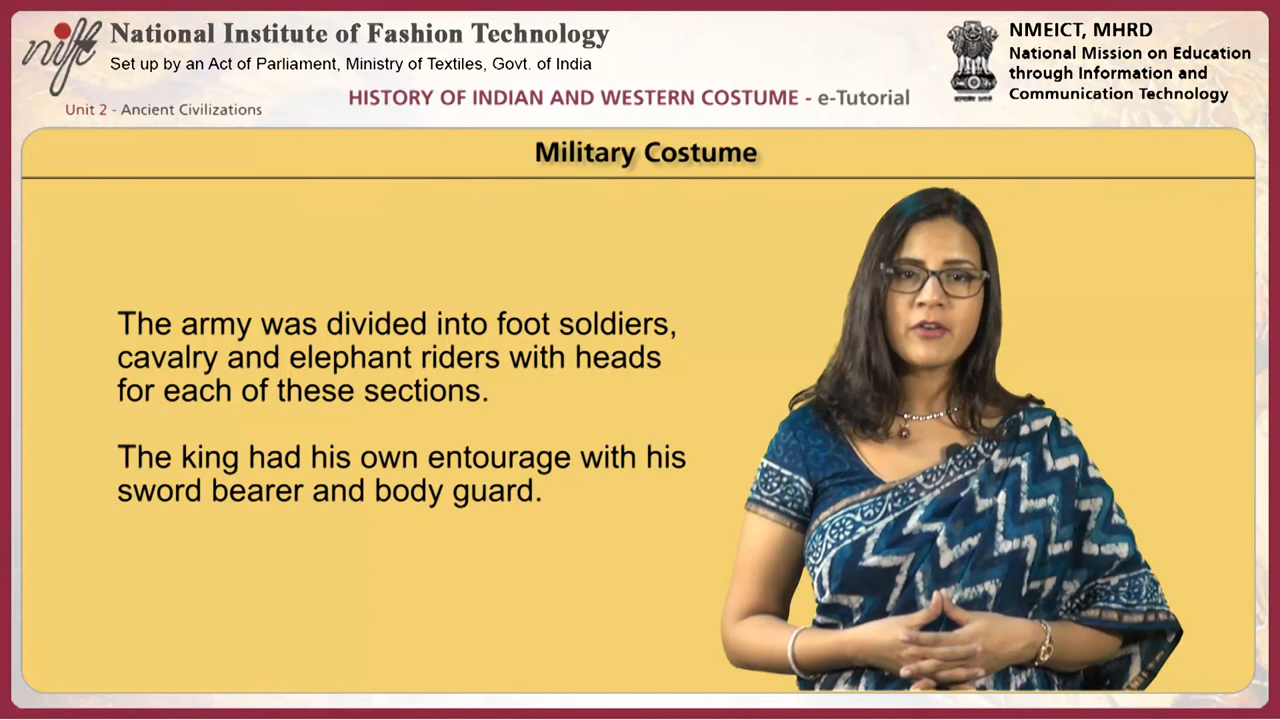 nift
National Institute of Fashion Technology
Set up by an Act of Parliament, Ministry of Textiles, Govt. of India
NMEICT, MHRD
National Mission on Education
through Information and
Communication Technology
Unit 2 - Ancient Civilizations
HISTORY OF INDIAN AND WESTERN COSTUME - e-Tutorial
Military Costume
The army was divided into foot soldiers,
cavalry and elephant riders with heads
for each of these sections.
The king had his own entourage with his
sword bearer and body guard.